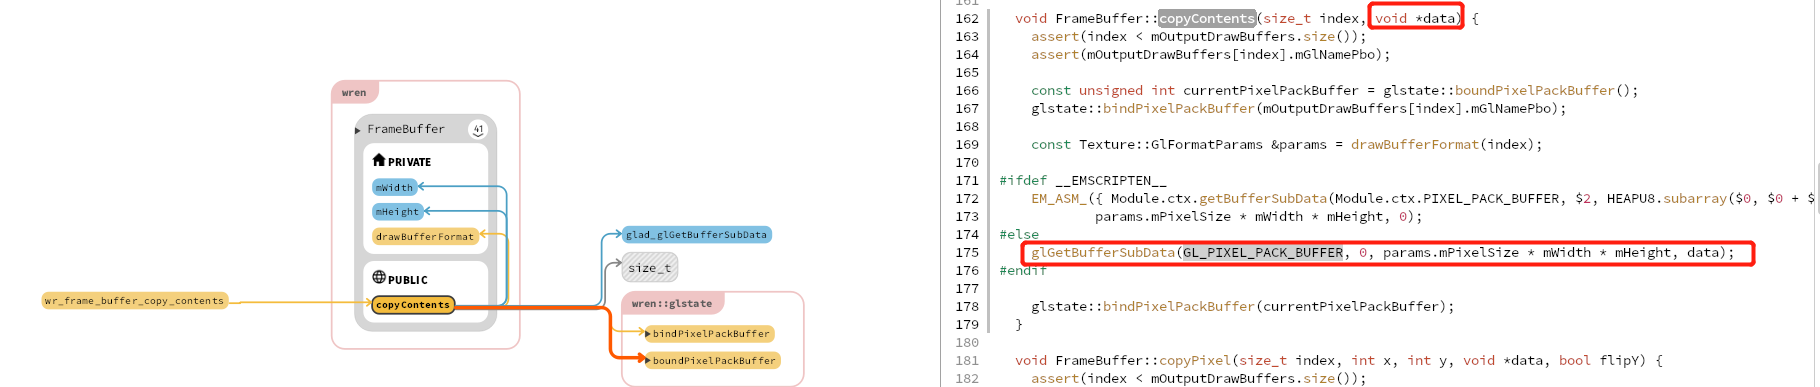 wren
FrameBuffer
41
PRIVATE
mWidth
mHeight
drawBufferFormat
PUBLIC
copyContents
wr_frame_buffer_copy_contents
glad_glGetBufferSubData
size_t
wren::glstate
bindPixelPackBuffer
boundPixelPackBuffer
161
162 void FrameBuffer::copyContents(size_t index, void *data) {
163 assert(index < mOutputDrawBuffers.size());
164 assert(mOutputDrawBuffers[index].mGlNamePbo);
165
166 const unsigned int currentPixelPackBuffer = glstate::boundPixelPackBuffer();
167 glstate::bindPixelPackBuffer(mOutputDrawBuffers[index].mGlNamePbo);
168
169 const Texture::GlFormatParams &params = drawBufferFormat(index);
170
171 #ifdef __EMSCRIPTEN__
172 EM_ASM_({ Module.ctx.getBufferSubData(Module.ctx.PIXEL_PACK_BUFFER, $2, HEAPU8.subarray($0, $0 + $
173 params.mPixelSize * mWidth * mHeight, 0);
174 #else
175 glGetBufferSubData(GL_PIXEL_PACK_BUFFER, 0, params.mPixelSize * mWidth * mHeight, data);
176 #endif
177
178 glstate::bindPixelPackBuffer(currentPixelPackBuffer);
179 }
180
181 void FrameBuffer::copyPixel(size_t index, int x, int y, void *data, bool flipY) {
182 assert(index < mOutputDrawBuffers.size());